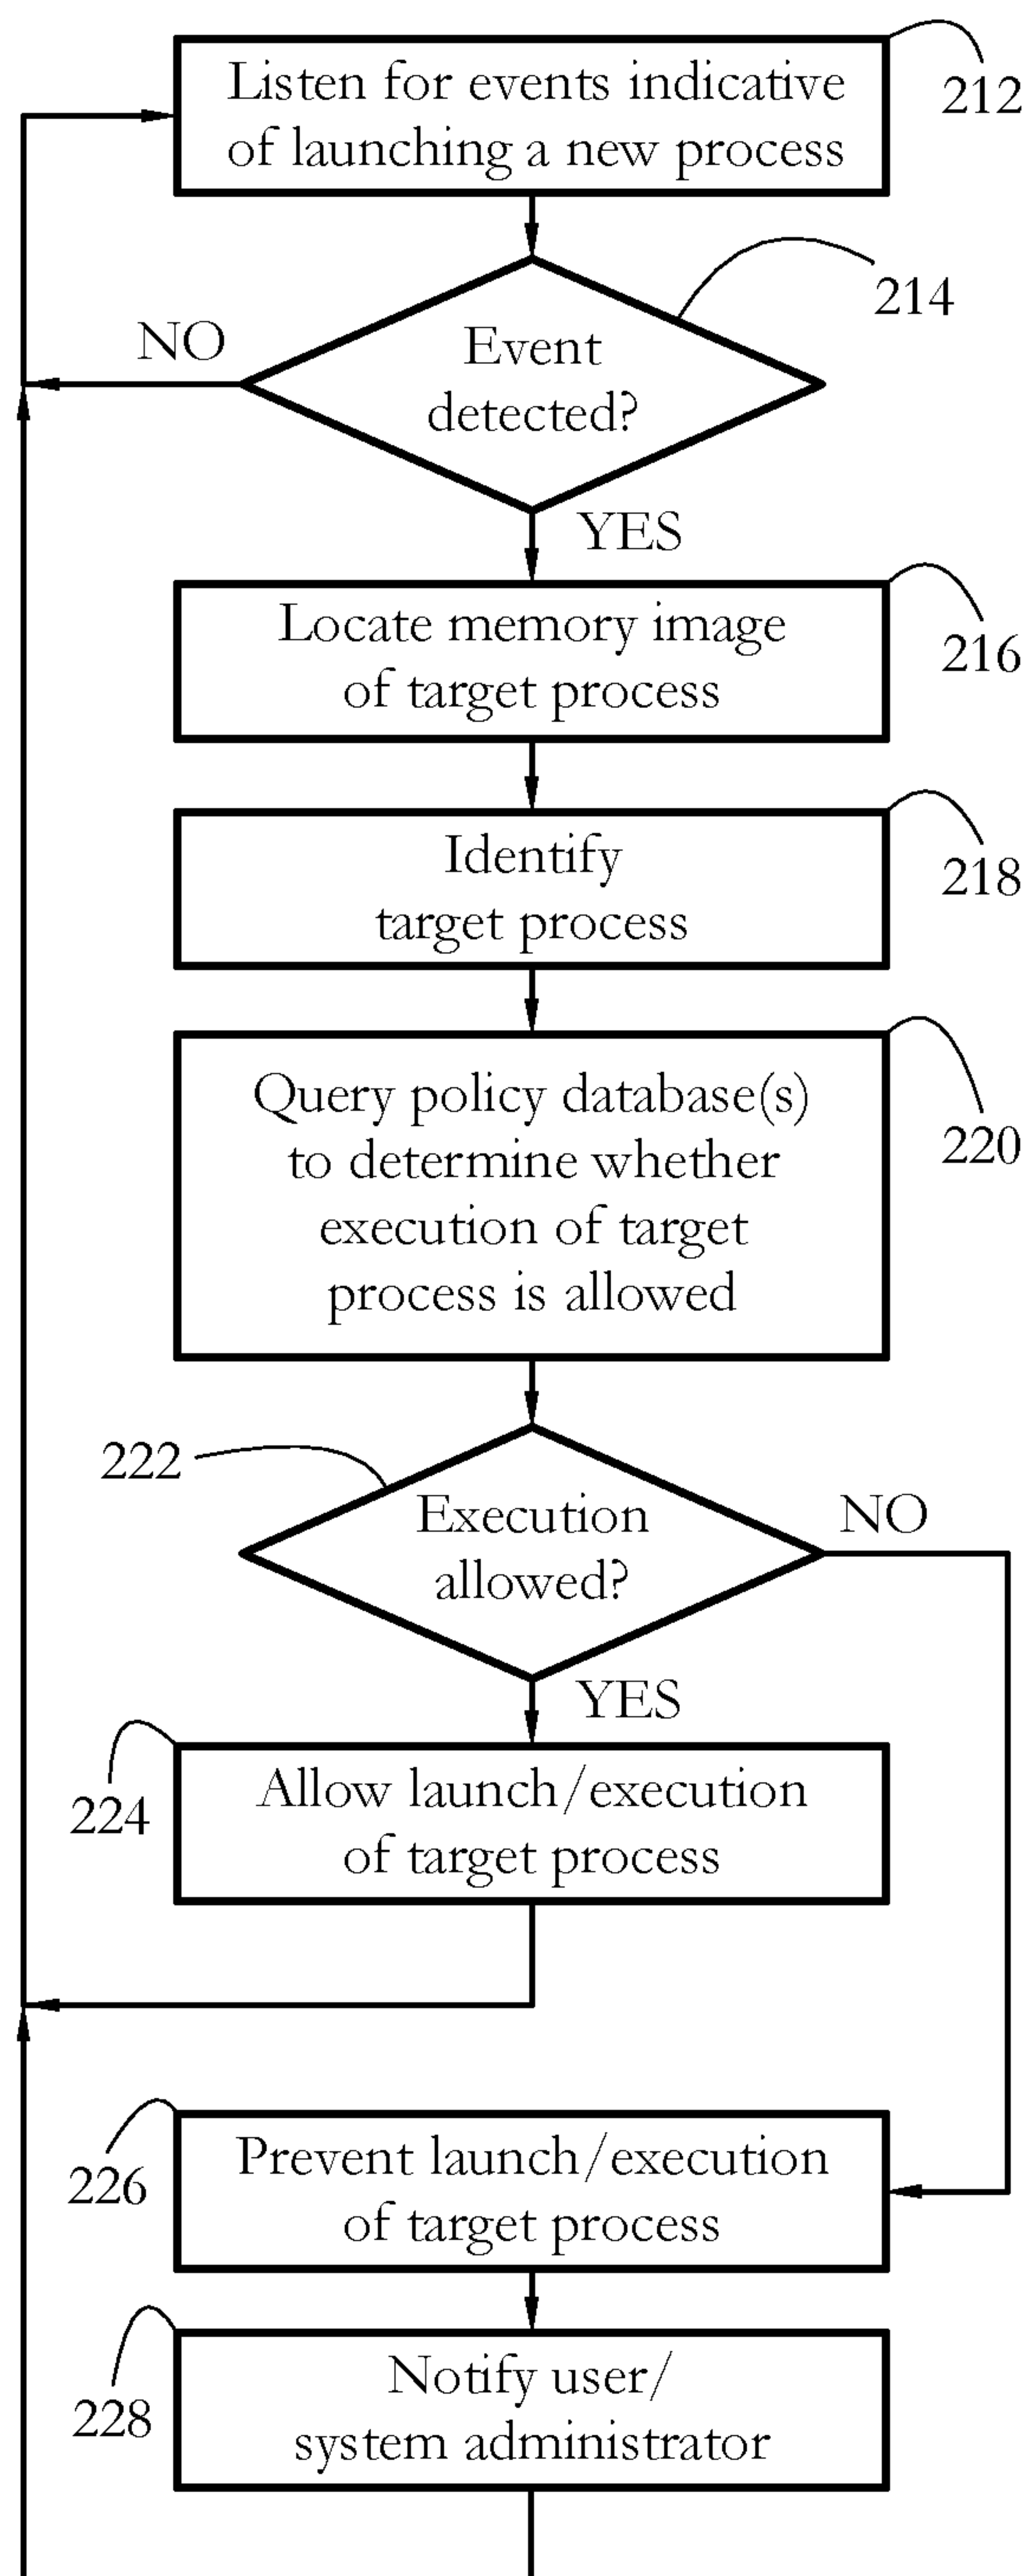 Listen for events indicative
of launching a new process
212
214
Event
detected?
NO
YES
Locate memory image
of target process
216
Identify
target process
218
Query policy database(s)
to determine whether
execution of target
process is allowed
220
222
Execution
allowed?
NO
YES
Allow launch/execution
of target process
224
Prevent launch/execution
of target process
226
Notify user/
system administrator
228